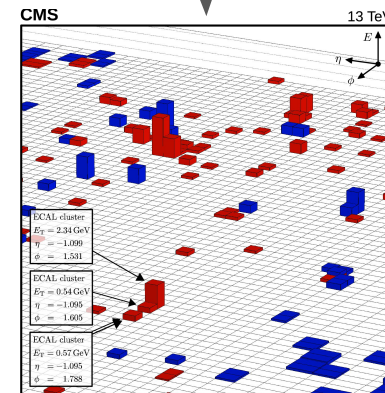 CMS
13 TeV
E
η
ϕ
ECAL cluster
E_T = 2.34 GeV
η = −1.099
ϕ = 1.531
ECAL cluster
E_T = 0.54 GeV
η = −1.095
ϕ = 1.605
ECAL cluster
E_T = 0.57 GeV
η = −1.095
ϕ = 1.788